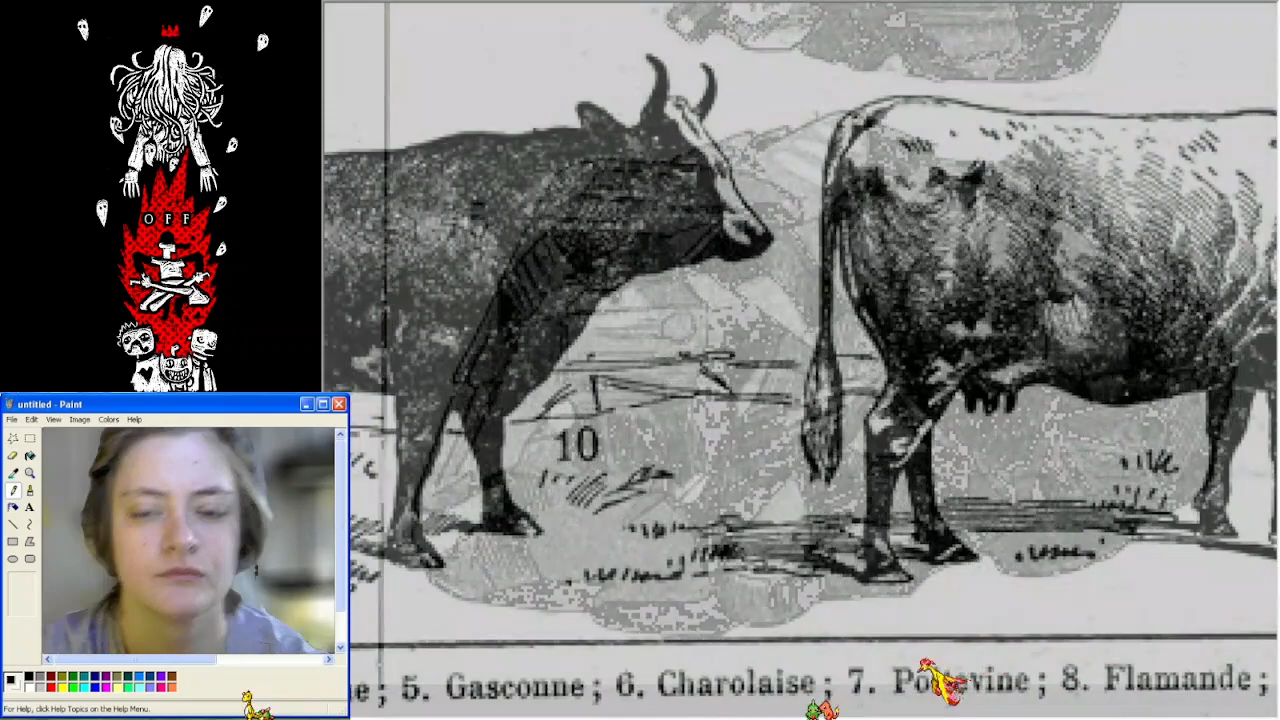 OFF
untitled - Paint
File Edit View Image Colors Help
For Help, click Help Topics on the Help Menu.
10
5. Gasconne ; 6. Charolaise ; 7. ; 8. Flamande ;